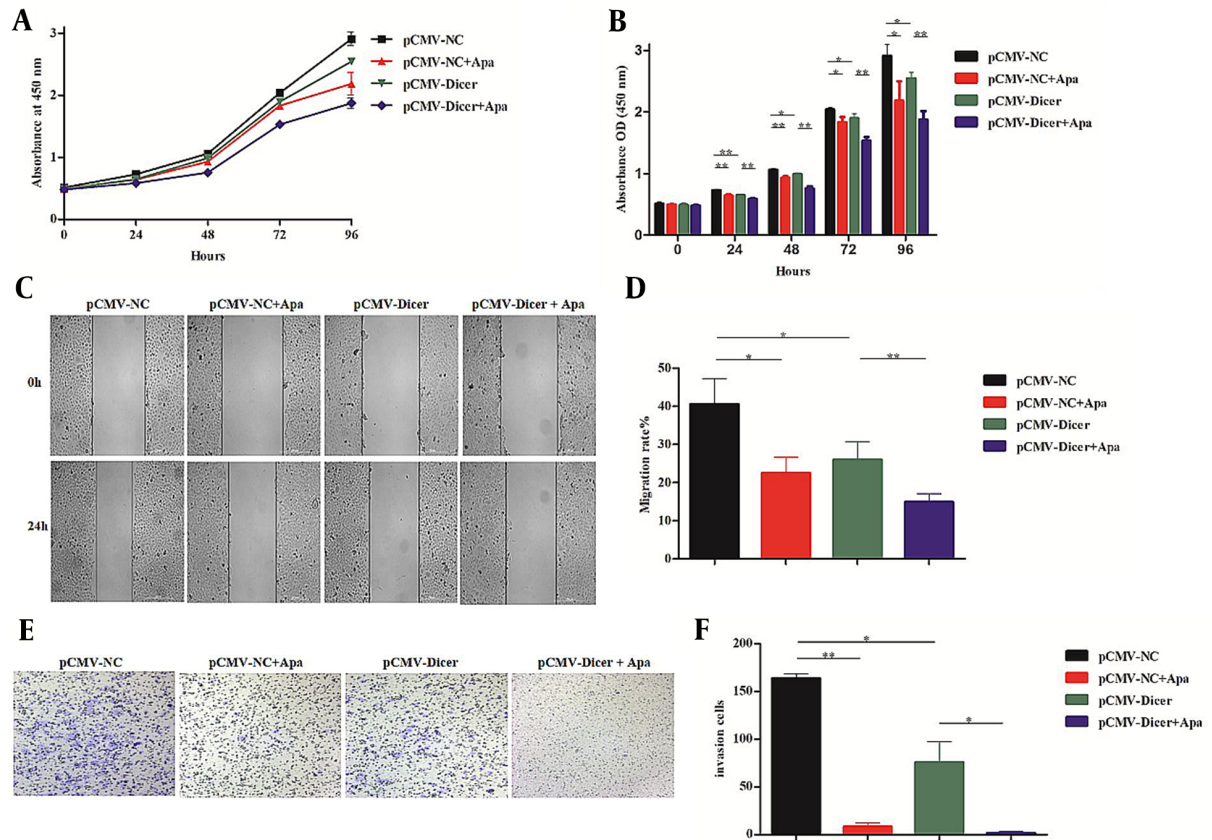 A
Absorbance at 450 nm
3
2
1
0
0 24 48 72 96
Hours
pCMV-NC
pCMV-NC+Apa
pCMV-Dicer
pCMV-Dicer+Apa
B
Absorbance OD (450 nm)
3
2
1
0
** ** **
* ** **
* * **
* * **
0 24 48 72 96
Hours
pCMV-NC
pCMV-NC+Apa
pCMV-Dicer
pCMV-Dicer+Apa
C
pCMV-NC pCMV-NC+Apa pCMV-Dicer pCMV-Dicer + Apa
0h
24h
D
Migration rate%
50
40
30
20
10
0
*
* **
pCMV-NC
pCMV-NC+Apa
pCMV-Dicer
pCMV-Dicer+Apa
E
pCMV-NC pCMV-NC+Apa pCMV-Dicer pCMV-Dicer + Apa
F
invasion cells
200
150
100
50
0
*
**
*
pCMV-NC
pCMV-NC+Apa
pCMV-Dicer
pCMV-Dicer+Apa